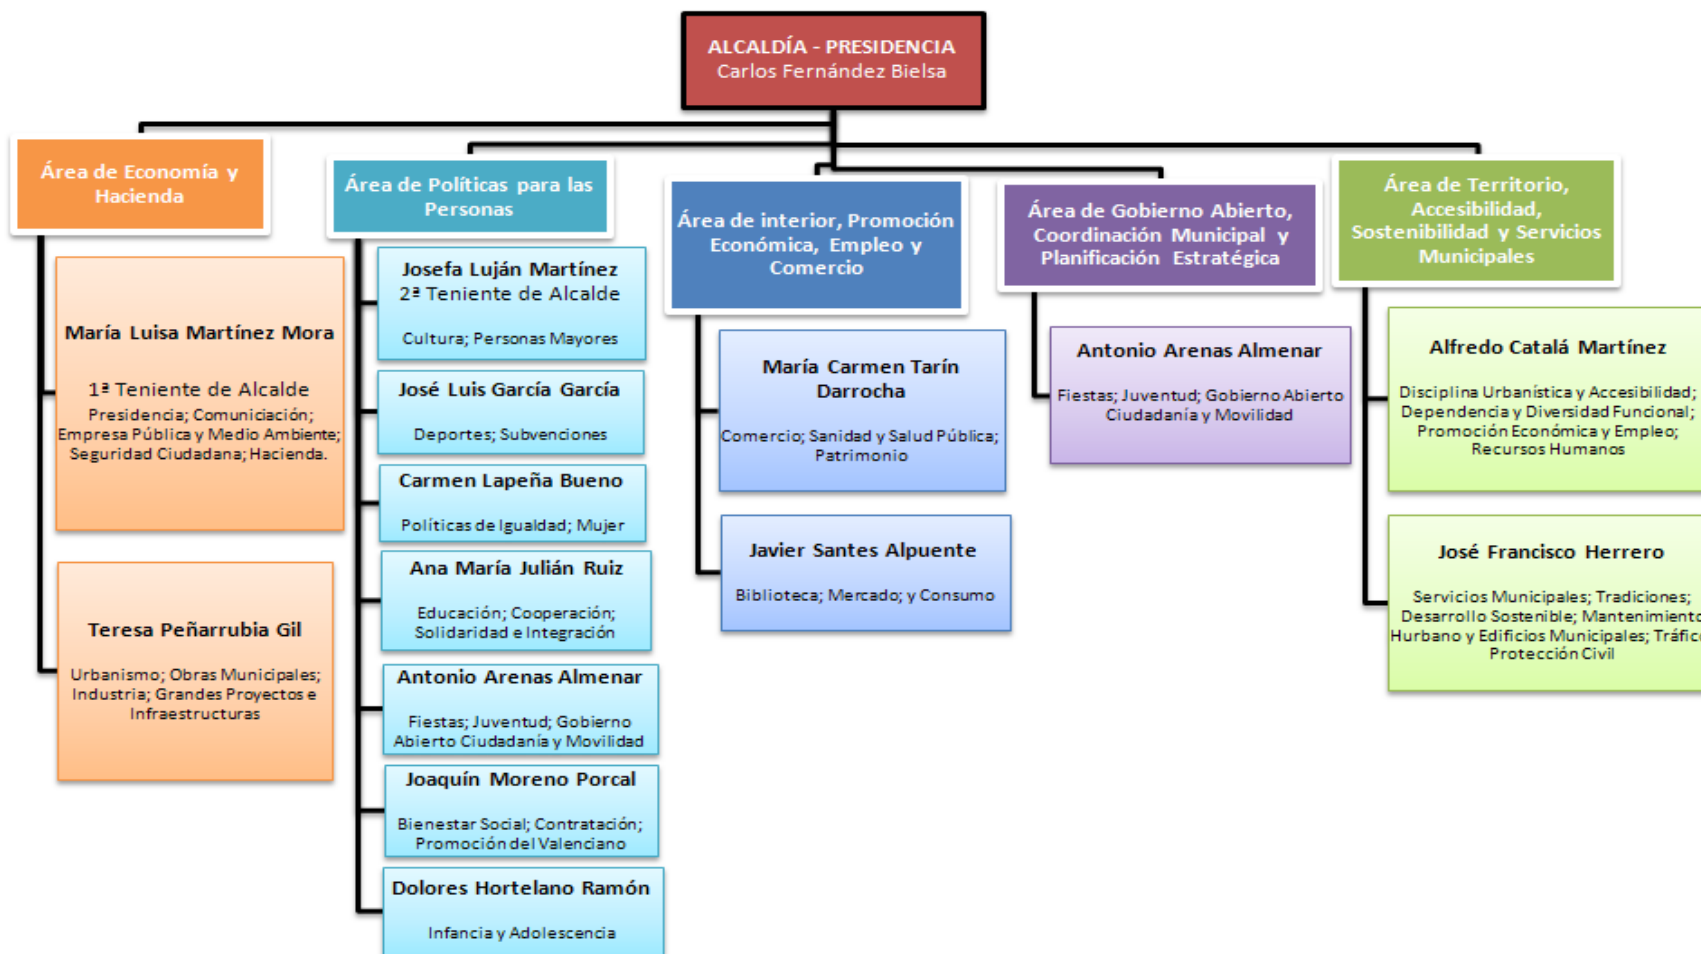 ALCALDÍA - PRESIDENCIA
Carlos Fernández Bielsa
Área de Economía y
Hacienda
María Luisa Martínez Mora
1ª Teniente de Alcalde
Presidencia; Comuniciación;
Empresa Pública y Medio Ambiente;
Seguridad Ciudadana; Hacienda.
Teresa Peñarrubia Gil
Urbanismo; Obras Municipales;
Industria; Grandes Proyectos e
Infraestructuras
Área de Políticas para las
Personas
Josefa Luján Martínez
2ª Teniente de Alcalde
Cultura; Personas Mayores
José Luis García García
Deportes; Subvenciones
Carmen Lapeña Bueno
Políticas de Igualdad; Mujer
Ana María Julián Ruiz
Educación; Cooperación;
Solidaridad e Integración
Antonio Arenas Almenar
Fiestas; Juventud; Gobierno
Abierto Ciudadanía y Movilidad
Joaquín Moreno Porcal
Bienestar Social; Contratación;
Promoción del Valenciano
Dolores Hortelano Ramón
Infancia y Adolescencia
Área de interior, Promoción
Económica, Empleo y
Comercio
María Carmen Tarín
Darrocha
Comercio; Sanidad y Salud Pública;
Patrimonio
Javier Santes Alpuente
Biblioteca; Mercado; y Consumo
Área de Gobierno Abierto,
Coordinación Municipal y
Planificación Estratégica
Antonio Arenas Almenar
Fiestas; Juventud; Gobierno Abierto
Ciudadanía y Movilidad
Área de Territorio,
Accesibilidad,
Sostenibilidad y Servicios
Municipales
Alfredo Catalá Martínez
Disciplina Urbanística y Accesibilidad;
Dependencia y Diversidad Funcional;
Promoción Económica y Empleo;
Recursos Humanos
José Francisco Herrero
Servicios Municipales; Tradiciones;
Desarrollo Sostenible; Mantenimiento
Hurbano y Edificios Municipales; Tráfico
Protección Civil